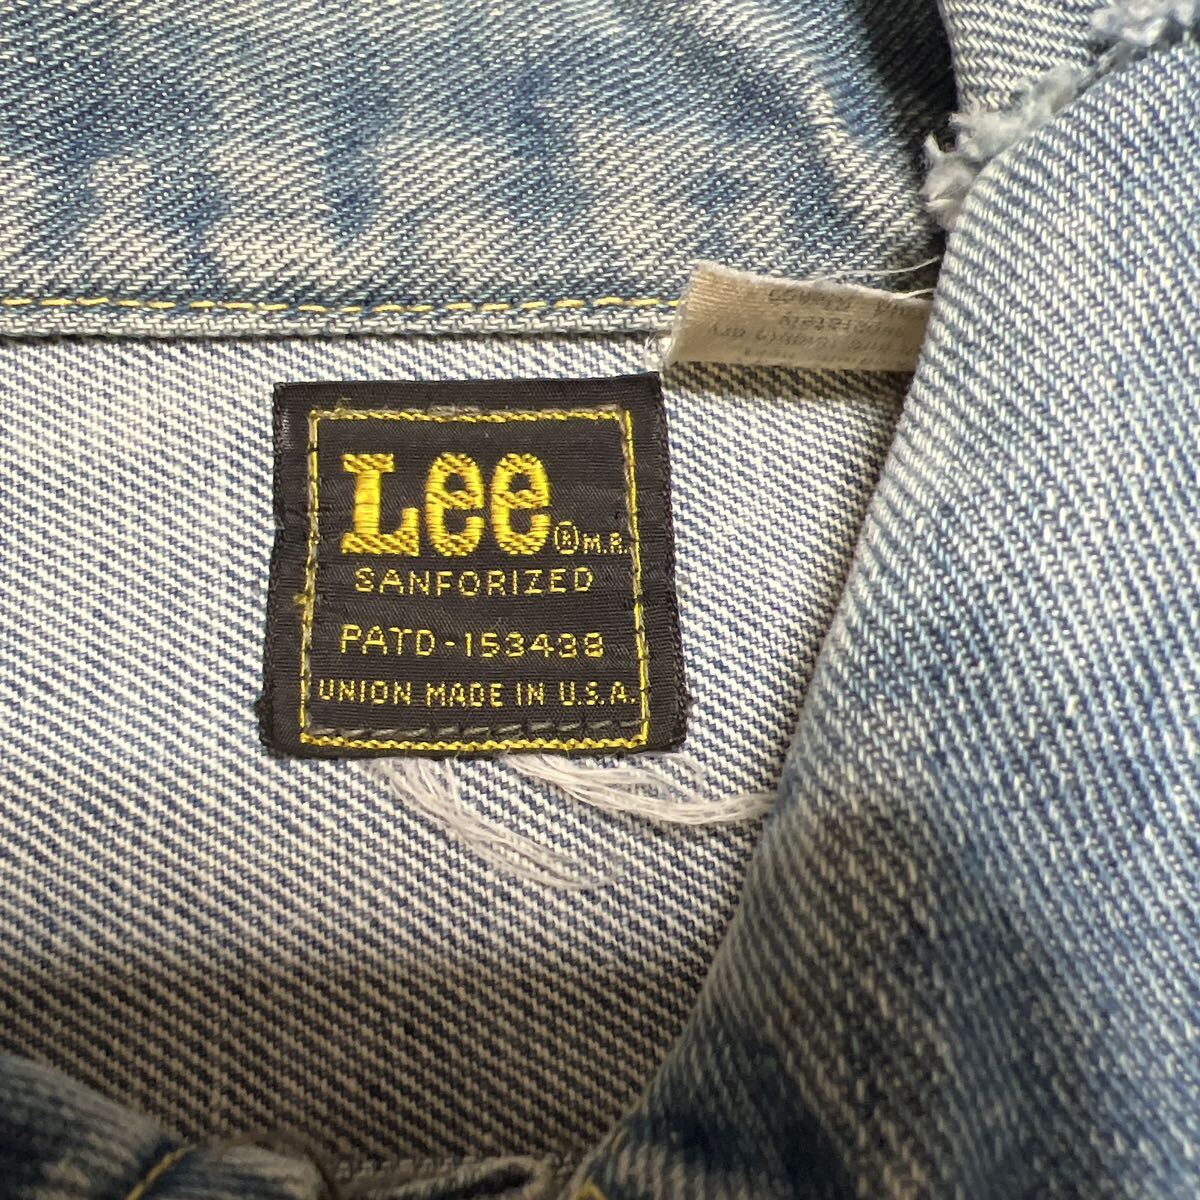 Lee® M.R.
SANFORIZED
PATD-153438
UNION MADE IN U.S.A.